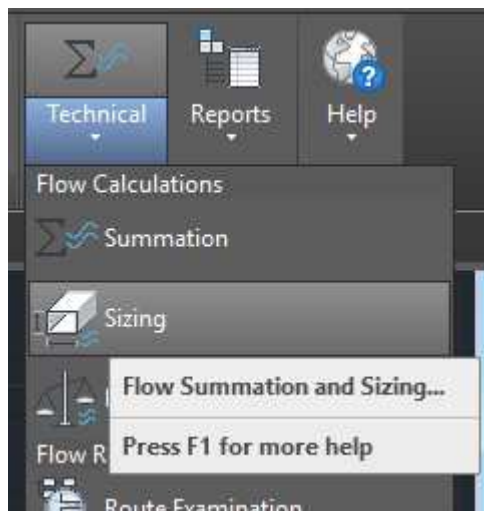 Technical
Reports
Help
Flow Calculations
Summation
Sizing
Flow Summation and Sizing...
Press F1 for more help
Flow R
Route Examination